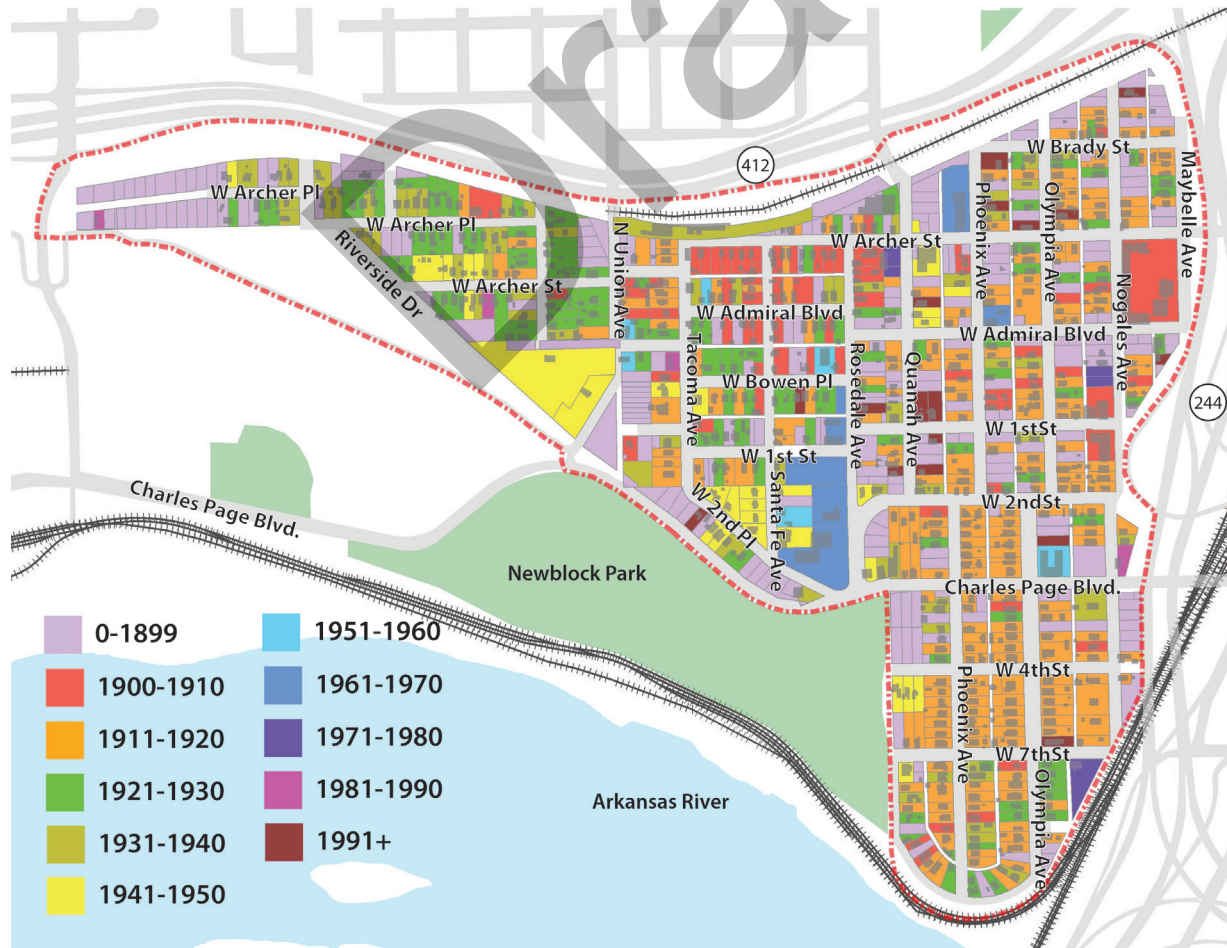 Dra
412
W Brady St
Maybelle Ave
W Archer Pl
Phoenix Ave
Olympia Ave
W Archer Pl
N Union Ave
W Archer St
Riverside Dr
W Archer St
Nogales Ave
W Admiral Blvd
W Admiral Blvd
Tacoma Ave
Rosedale Ave
Quanah Ave
W Bowen Pl
244
W 1stSt
W 1st St
Santa Fe Ave
W 2nd Pl
W 2ndSt
Charles Page Blvd.
Newblock Park
Charles Page Blvd.
0-1899
1951-1960
1900-1910
1961-1970
W 4thSt
Phoenix Ave
1911-1920
1971-1980
W 7thSt
Olympia Ave
1921-1930
1981-1990
Arkansas River
1931-1940
1991+
1941-1950